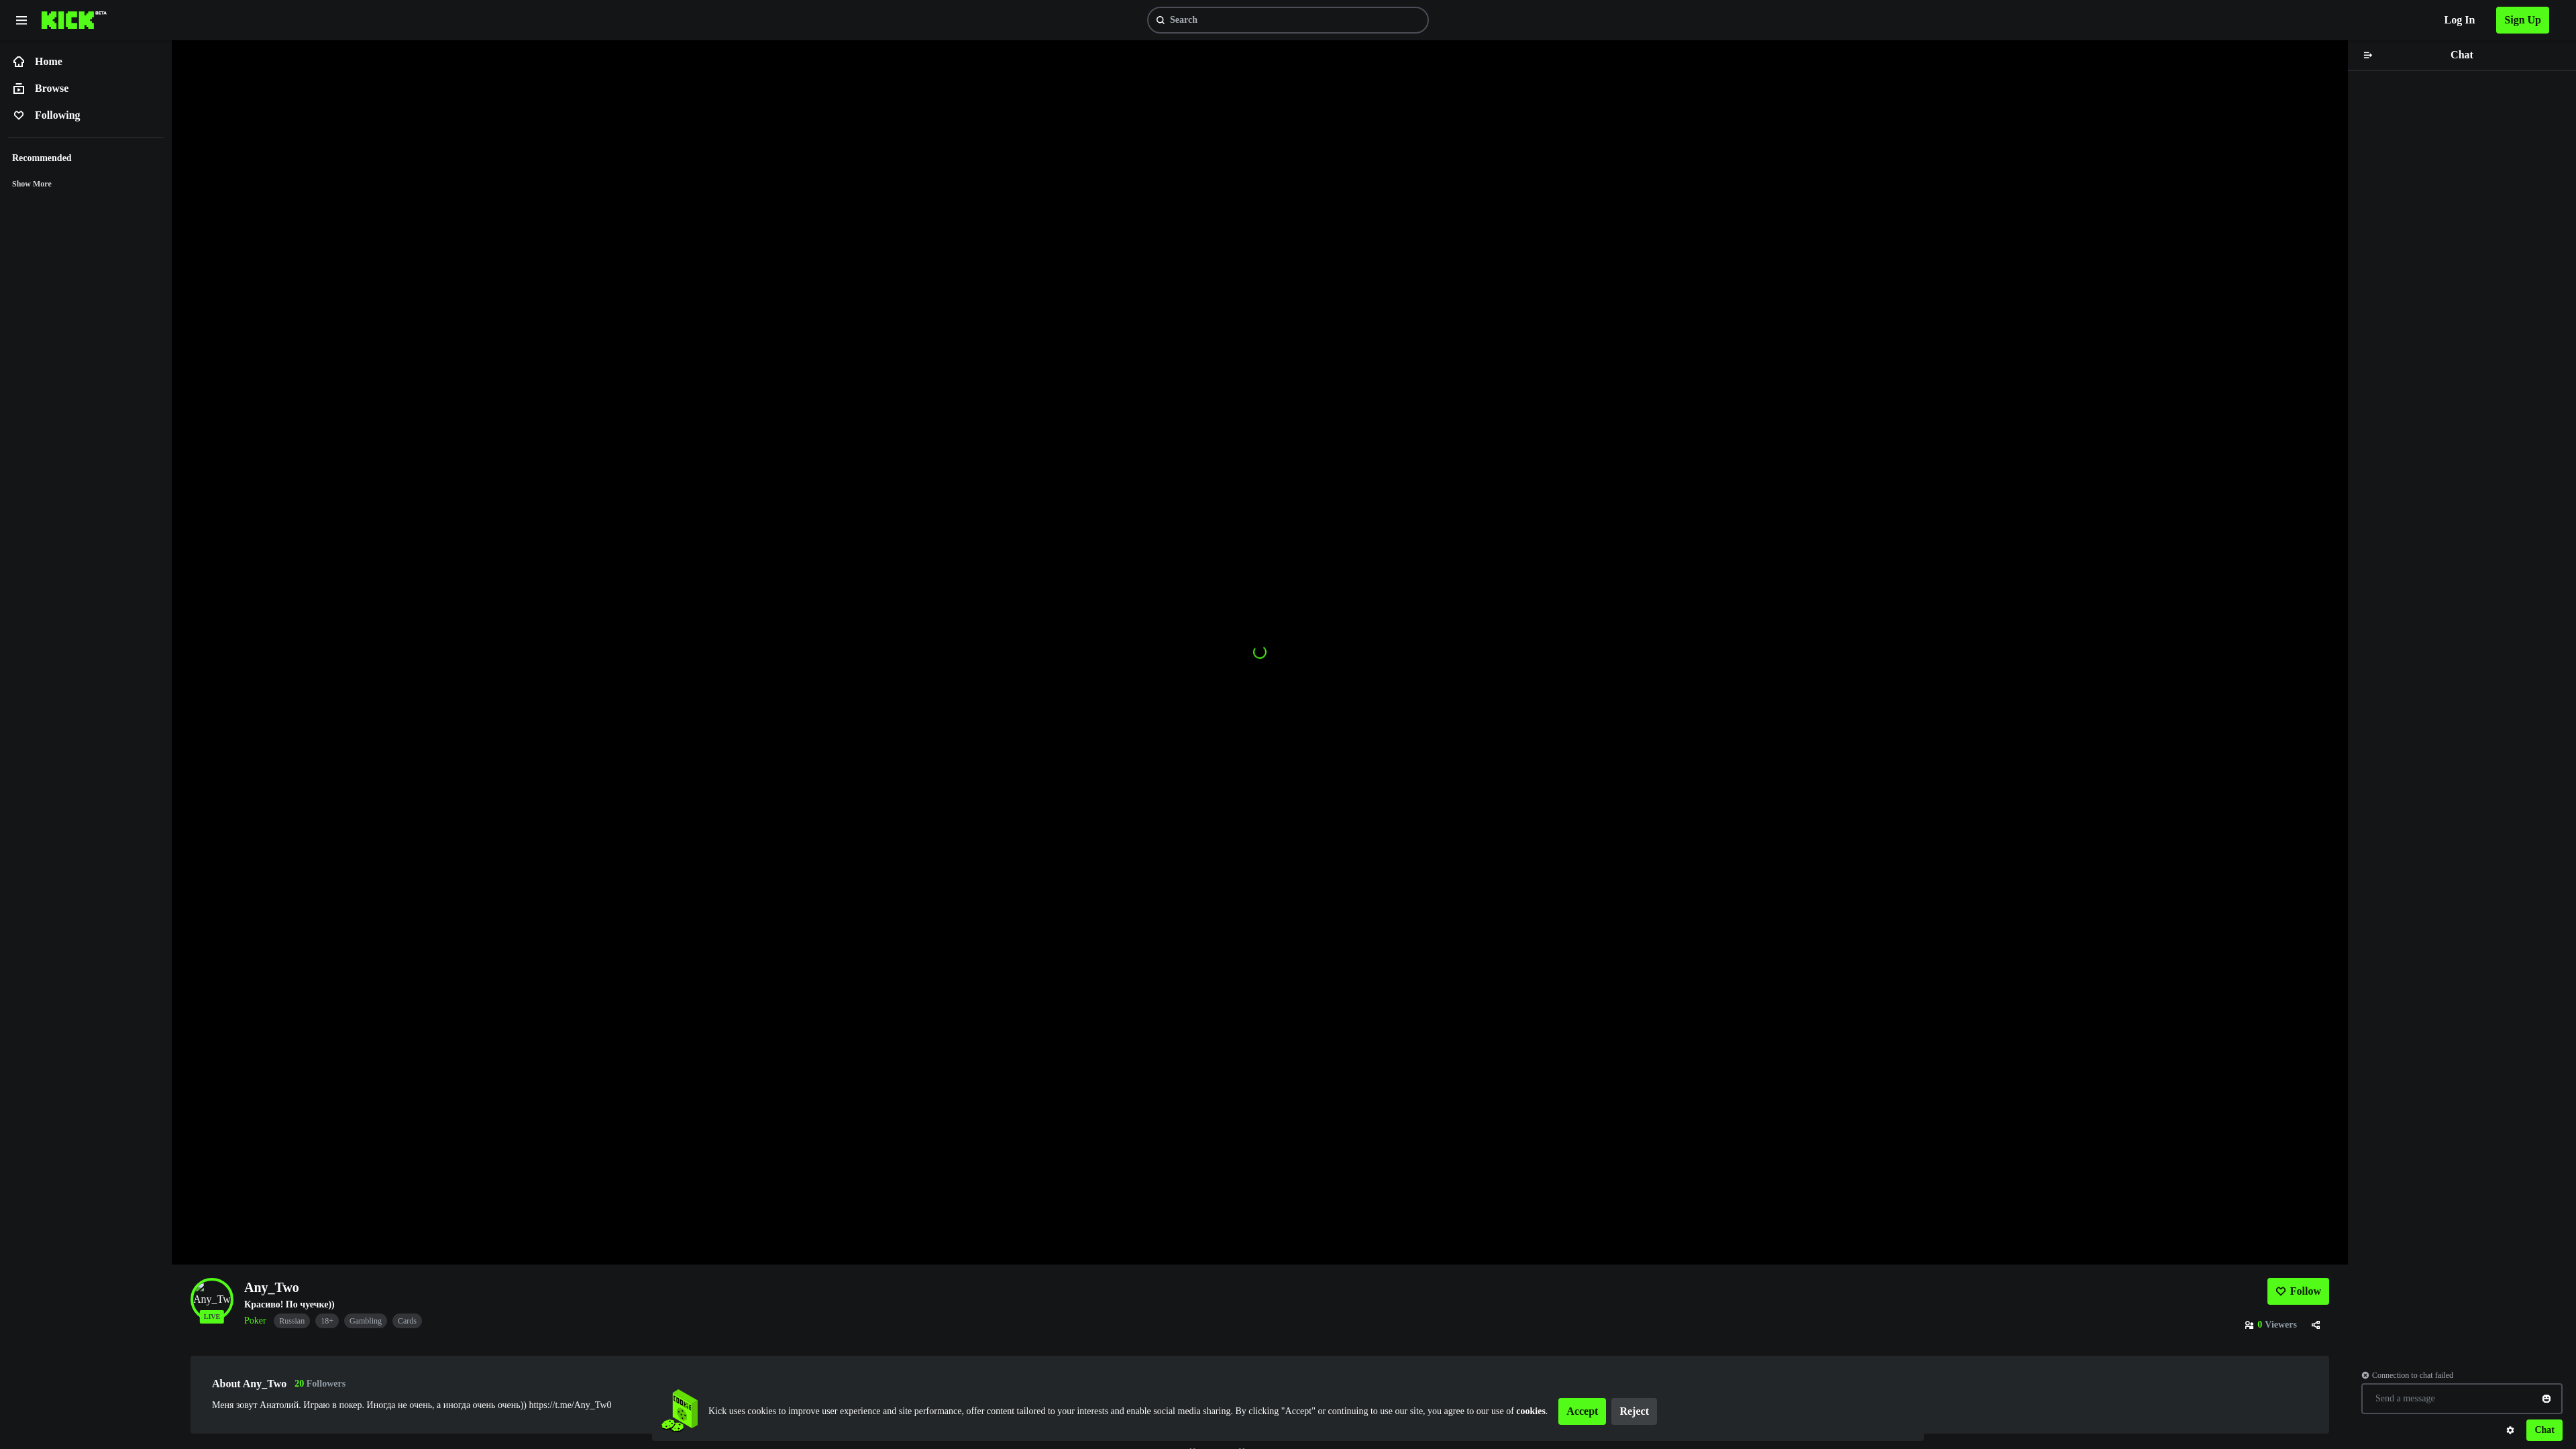 KICK BETA
Search
Log In
Sign Up
Home
Browse
Following
Recommended
Show More
Chat
Any_Tw
LIVE
Any_Two
Красиво! По чуечке))
Poker
Russian
18+
Gambling
Cards
Follow
0 Viewers
About Any_Two
20 Followers
Меня зовут Анатолий. Играю в покер. Иногда не очень, а иногда очень очень)) https://t.me/Any_Tw0
Kick uses cookies to improve user experience and site performance, offer content tailored to your interests and enable social media sharing. By clicking "Accept" or continuing to use our site, you agree to our use of cookies.
Accept
Reject
Connection to chat failed
Send a message
Chat